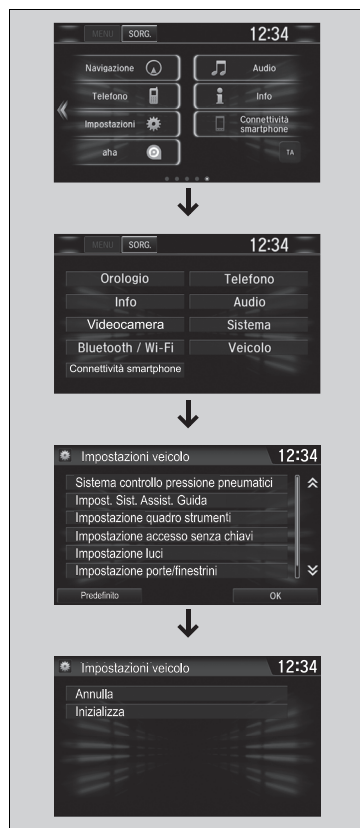 MENU SORG. 12:34
Navigazione Audio
Telefono Info
Impostazioni Connettività smartphone
aha TA
MENU SORG. 12:34
Orologio Telefono
Info Audio
Videocamera Sistema
Bluetooth / Wi-Fi Veicolo
Connettività smartphone
Impostazioni veicolo 12:34
Sistema controllo pressione pneumatici
Impost. Sist. Assist. Guida
Impostazione quadro strumenti
Impostazione accesso senza chiavi
Impostazione luci
Impostazione porte/finestrini
Predefinito OK
Impostazioni veicolo 12:34
Annulla
Inizializza